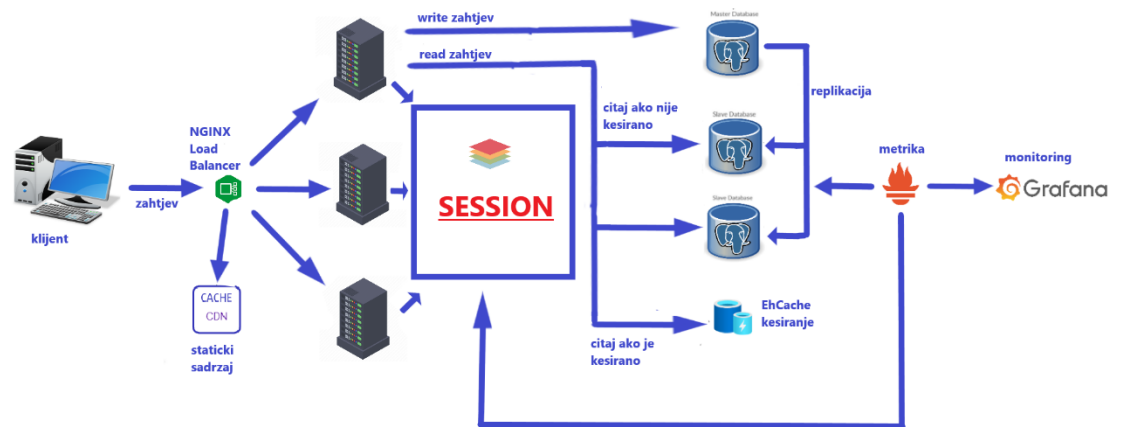 write zahtjev
read zahtjev
Master Database
replikacija
citaj ako nije
kesirano
Slave Database
NGINX
Load
Balancer
zahtjev
klijent
SESSION
metrika
monitoring
Grafana
Slave Database
CACHE
CDN
staticki
sadrzaj
EhCache
kesiranje
citaj ako je
kesirano